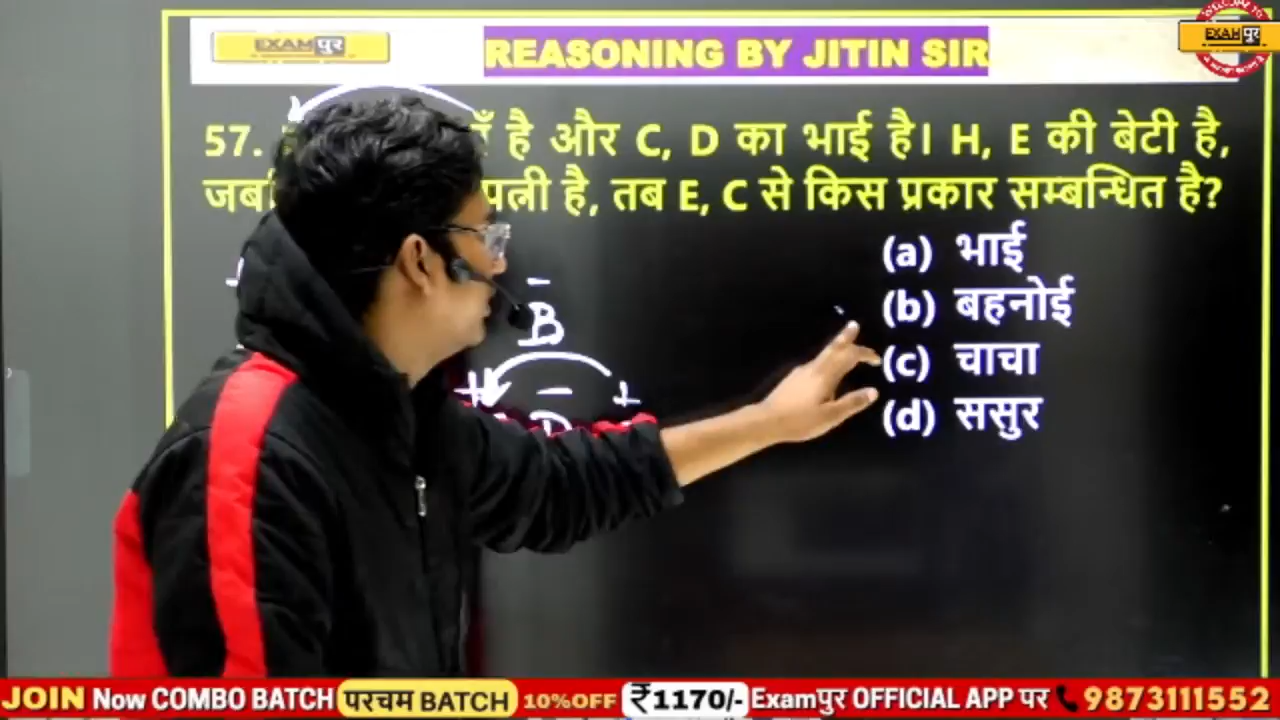 EXAMपुर
REASONING BY JITIN SIR
EXAMपुर
57. है और C, D का भाई है। H, E की बेटी है,
पत्नी है, तब E, C से किस प्रकार सम्बन्धित है?
(a) भाई
(b) बहनोई
(c) चाचा
(d) ससुर
-
B
+ - +
D
JOIN Now COMBO BATCH परचम BATCH 10%OFF ₹1170/- Examपुर OFFICIAL APP पर 9873111552